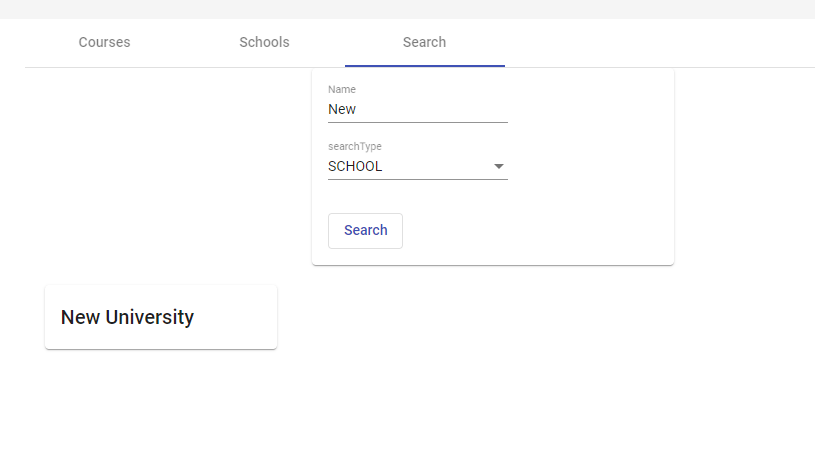 Courses Schools Search
Name
New
searchType
SCHOOL
Search
New University